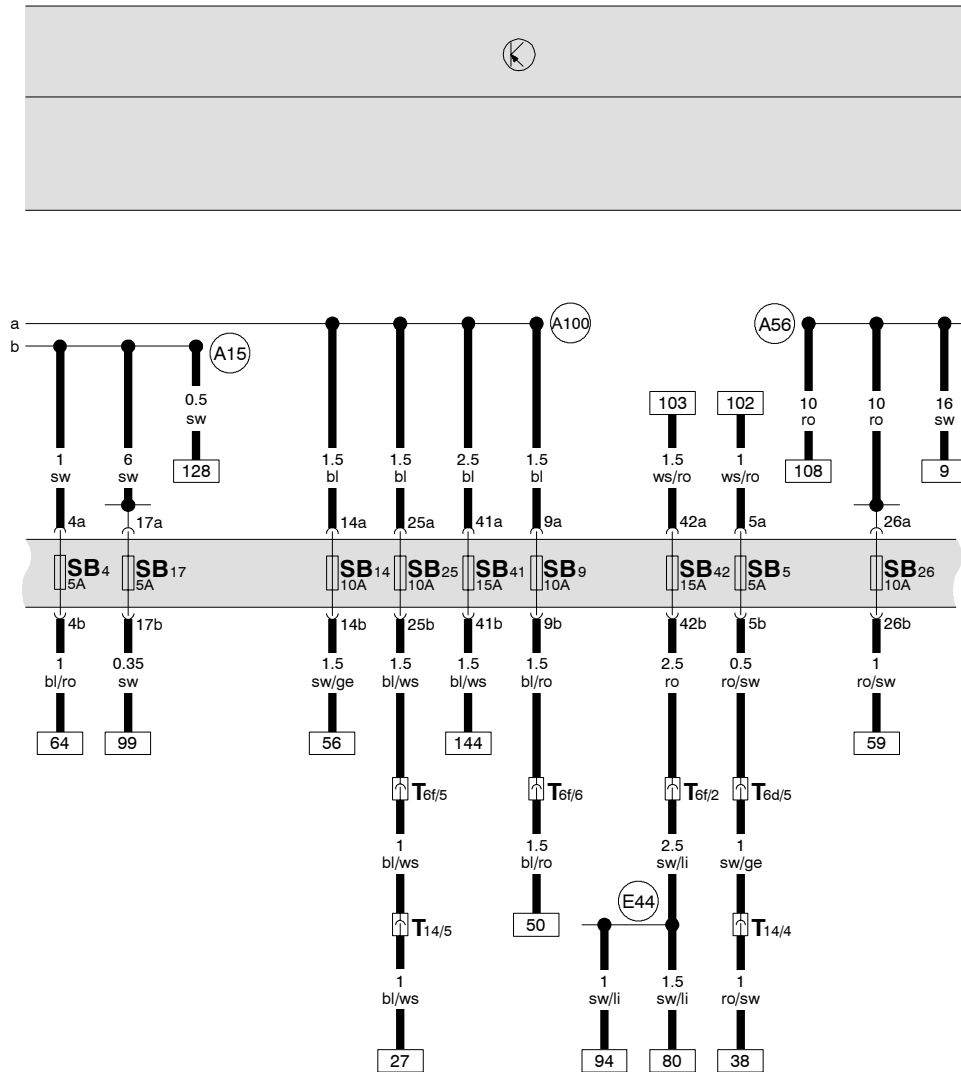 a
A100
A56
b
A15
0.5
sw
103
102
10
ro
10
ro
16
sw
1
sw
6
sw
128
1.5
bl
1.5
bl
2.5
bl
1.5
bl
1.5
ws/ro
1
ws/ro
108
9
4a
17a
14a
25a
41a
9a
42a
5a
26a
SB4
5A
SB17
5A
SB14
10A
SB25
10A
SB41
15A
SB9
10A
SB42
15A
SB5
5A
SB26
10A
4b
17b
14b
25b
41b
9b
42b
5b
26b
1
bl/ro
0.35
sw
1.5
sw/ge
1.5
bl/ws
1.5
bl/ws
1.5
bl/ro
2.5
ro
0.5
ro/sw
1
ro/sw
64
99
56
144
59
T6f/5
T6f/6
T6f/2
T6d/5
1
bl/ws
1.5
bl/ro
2.5
sw/li
1
sw/ge
E44
T14/5
50
T14/4
1
bl/ws
1
sw/li
1.5
sw/li
1
ro/sw
27
94
80
38